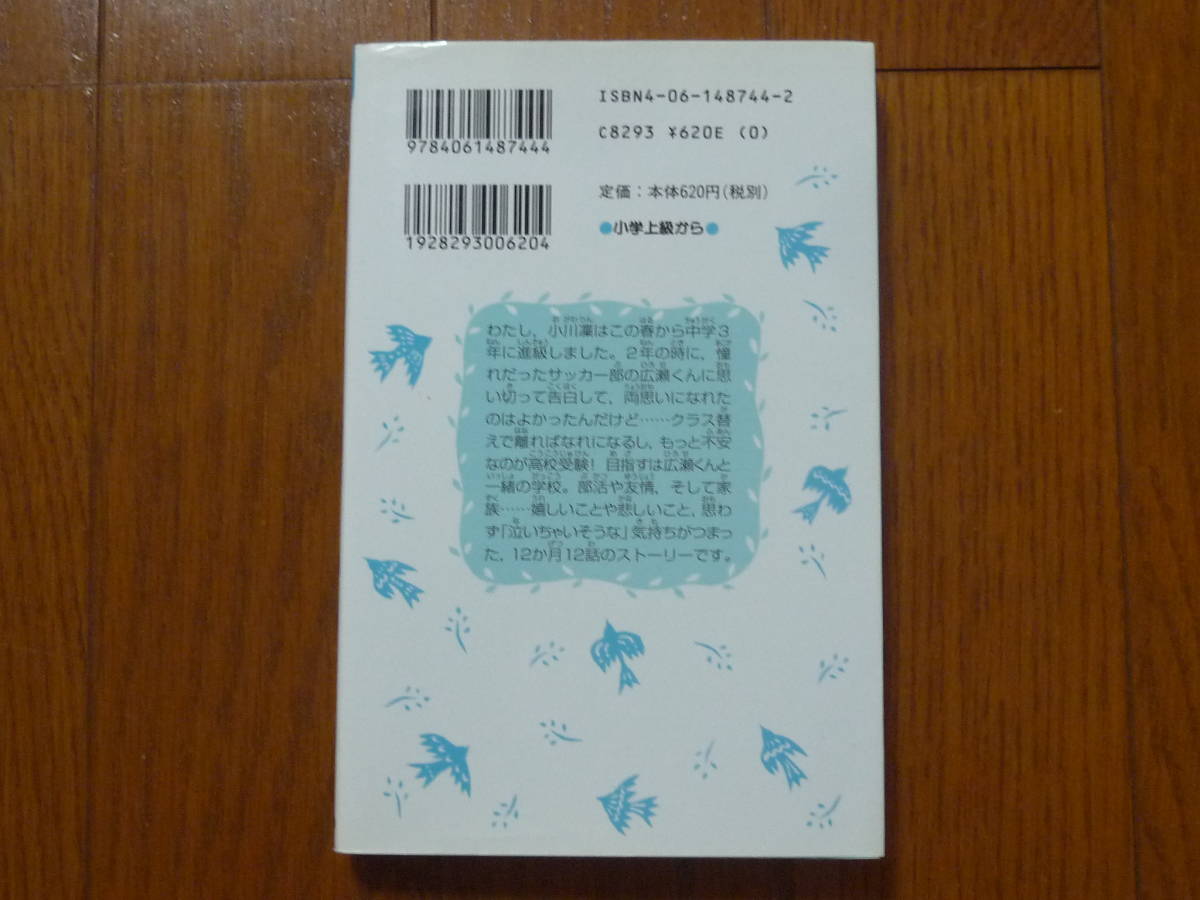 ISBN4-06-148744-2
C8293 ¥620E (0)
9784061487444
定価：本体620円（税別）
1928293006204
●小学上級から●
わたし、小川凜はこの春から中学3
年に進級しました。2年の時に、憧
れだったサッカー部の広瀬くんに思
い切って告白して、両思いになれた
のはよかったんだけど……クラス替
えで離ればなれになるし、もっと不安
なのが高校受験！目指すは広瀬くんと
一緒の学校。部活や友情、そして家
族……嬉しいことや悲しいこと、思わ
ず「泣いちゃいそうな」気持ちがつまっ
た、12か月12話のストーリーです。